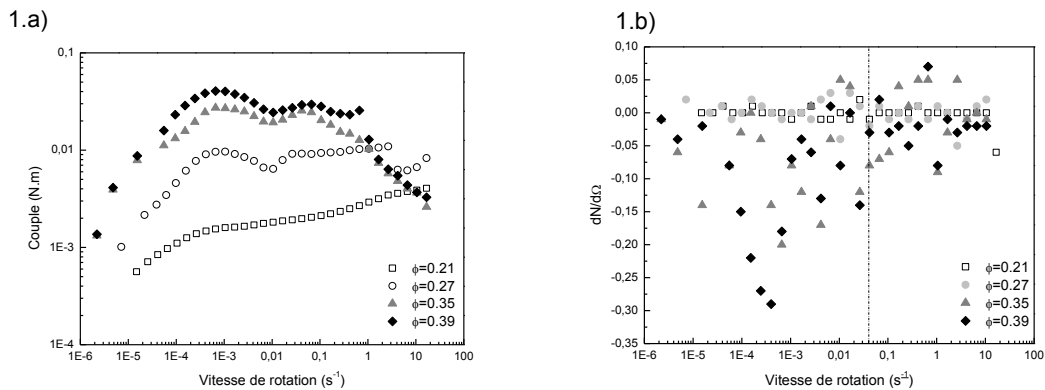 1.a)
0,1
0,01
1E-3
1E-4
Couple (N.m)
1E-6 1E-5 1E-4 1E-3 0,01 0,1 1 10 100
Vitesse de rotation (s⁻¹)
ϕ=0.21
ϕ=0.27
ϕ=0.35
ϕ=0.39
1.b)
0,10
0,05
0,00
-0,05
-0,10
-0,15
-0,20
-0,25
-0,30
-0,35
dN/dΩ
1E-6 1E-5 1E-4 1E-3 0,01 0,1 1 10 100
Vitesse de rotation (s⁻¹)
ϕ=0.21
ϕ=0.27
ϕ=0.35
ϕ=0.39